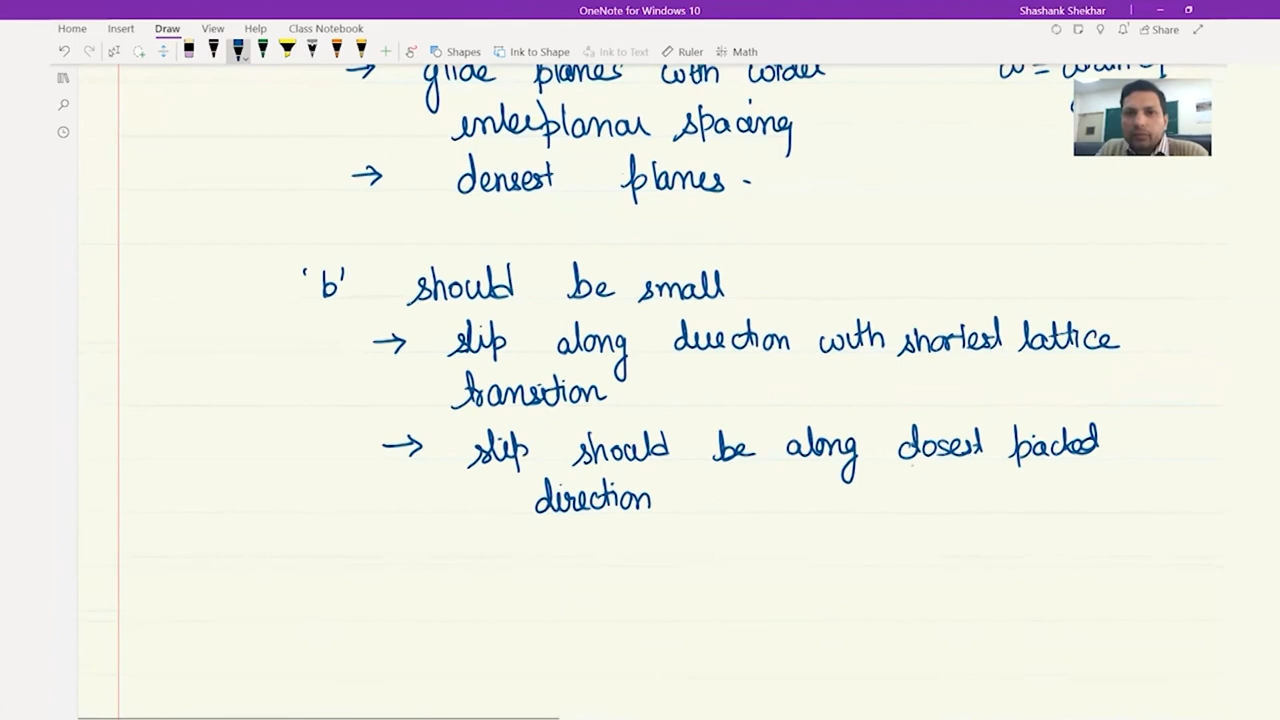 OneNote for Windows 10
Shashank Shekhar
Home Insert Draw View Help Class Notebook
Shapes Ink to Shape Ink to Text Ruler Math
Share
→ glide planes with wider
interplanar spacing
→ densest planes.
'b' should be small
→ slip along direction with shortest lattice
transition
→ slip should be along closest packed
direction